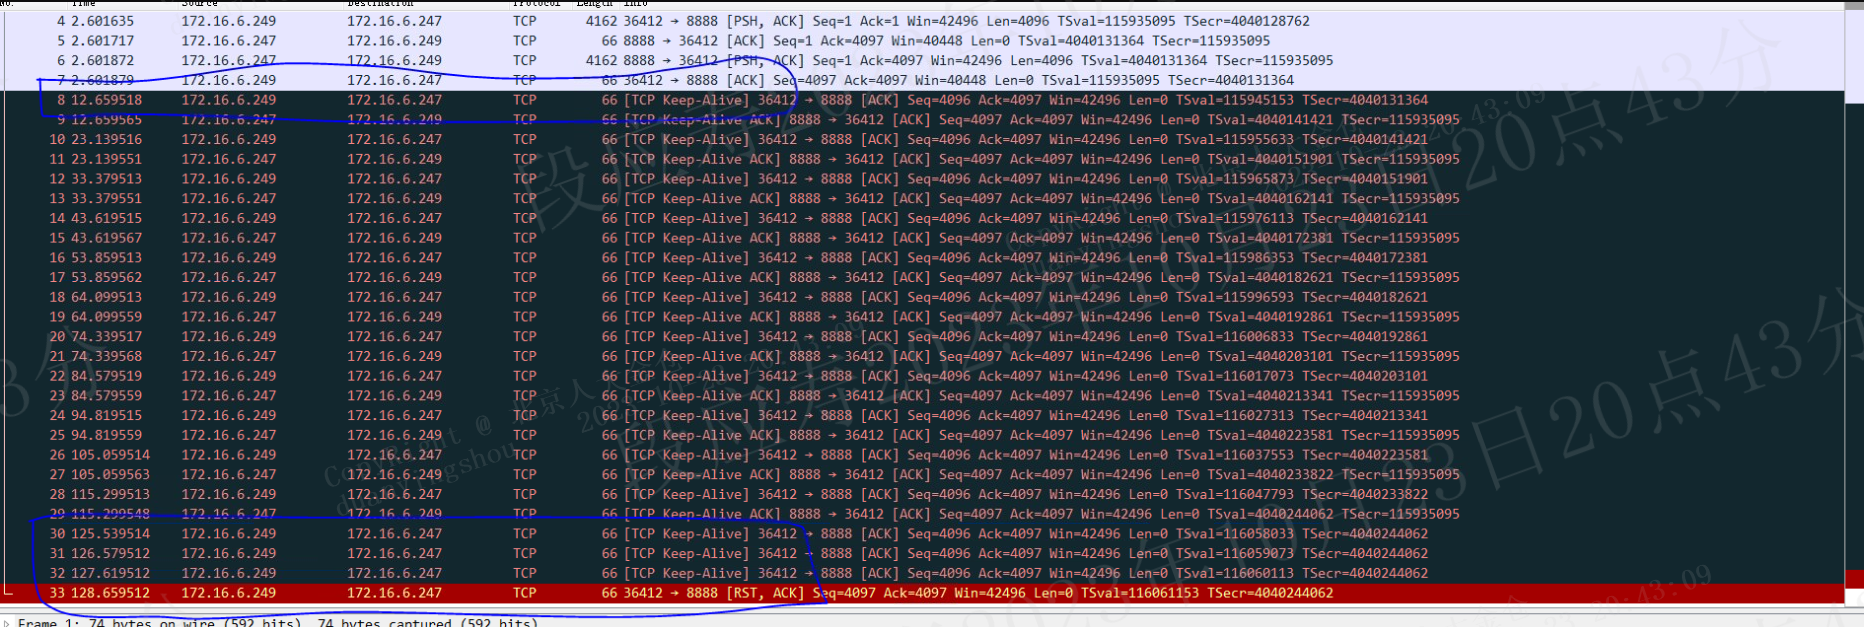 No. Time Source Destination Protocol Length Info
4 2.601635 172.16.6.249 172.16.6.247 TCP 4162 36412 → 8888 [PSH, ACK] Seq=1 Ack=1 Win=42496 Len=4096 TSval=115935095 TSecr=4040128762
5 2.601717 172.16.6.247 172.16.6.249 TCP 66 8888 → 36412 [ACK] Seq=1 Ack=4097 Win=40448 Len=0 TSval=4040131364 TSecr=115935095
6 2.601872 172.16.6.247 172.16.6.249 TCP 4162 8888 → 36412 [PSH, ACK] Seq=1 Ack=4097 Win=42496 Len=4096 TSval=4040131364 TSecr=115935095
7 2.601879 172.16.6.249 172.16.6.247 TCP 66 36412 → 8888 [ACK] Seq=4097 Ack=4097 Win=40448 Len=0 TSval=115935095 TSecr=4040131364
8 12.659518 172.16.6.249 172.16.6.247 TCP 66 [TCP Keep-Alive] 36412 → 8888 [ACK] Seq=4096 Ack=4097 Win=42496 Len=0 TSval=115945153 TSecr=4040131364
9 12.659565 172.16.6.247 172.16.6.249 TCP 66 [TCP Keep-Alive ACK] 8888 → 36412 [ACK] Seq=4097 Ack=4097 Win=42496 Len=0 TSval=4040141421 TSecr=115935095
10 23.139516 172.16.6.249 172.16.6.247 TCP 66 [TCP Keep-Alive] 36412 → 8888 [ACK] Seq=4096 Ack=4097 Win=42496 Len=0 TSval=115955633 TSecr=4040141421
11 23.139551 172.16.6.247 172.16.6.249 TCP 66 [TCP Keep-Alive ACK] 8888 → 36412 [ACK] Seq=4097 Ack=4097 Win=42496 Len=0 TSval=4040151901 TSecr=115935095
12 33.379513 172.16.6.249 172.16.6.247 TCP 66 [TCP Keep-Alive] 36412 → 8888 [ACK] Seq=4096 Ack=4097 Win=42496 Len=0 TSval=115965873 TSecr=4040151901
13 33.379551 172.16.6.247 172.16.6.249 TCP 66 [TCP Keep-Alive ACK] 8888 → 36412 [ACK] Seq=4097 Ack=4097 Win=42496 Len=0 TSval=4040162141 TSecr=115935095
14 43.619515 172.16.6.249 172.16.6.247 TCP 66 [TCP Keep-Alive] 36412 → 8888 [ACK] Seq=4096 Ack=4097 Win=42496 Len=0 TSval=115976113 TSecr=4040162141
15 43.619567 172.16.6.247 172.16.6.249 TCP 66 [TCP Keep-Alive ACK] 8888 → 36412 [ACK] Seq=4097 Ack=4097 Win=42496 Len=0 TSval=4040172381 TSecr=115935095
16 53.859513 172.16.6.249 172.16.6.247 TCP 66 [TCP Keep-Alive] 36412 → 8888 [ACK] Seq=4096 Ack=4097 Win=42496 Len=0 TSval=115986353 TSecr=4040172381
17 53.859562 172.16.6.247 172.16.6.249 TCP 66 [TCP Keep-Alive ACK] 8888 → 36412 [ACK] Seq=4097 Ack=4097 Win=42496 Len=0 TSval=4040182621 TSecr=115935095
18 64.099513 172.16.6.249 172.16.6.247 TCP 66 [TCP Keep-Alive] 36412 → 8888 [ACK] Seq=4096 Ack=4097 Win=42496 Len=0 TSval=115996593 TSecr=4040182621
19 64.099559 172.16.6.247 172.16.6.249 TCP 66 [TCP Keep-Alive ACK] 8888 → 36412 [ACK] Seq=4097 Ack=4097 Win=42496 Len=0 TSval=4040192861 TSecr=115935095
20 74.339517 172.16.6.249 172.16.6.247 TCP 66 [TCP Keep-Alive] 36412 → 8888 [ACK] Seq=4096 Ack=4097 Win=42496 Len=0 TSval=116006833 TSecr=4040192861
21 74.339568 172.16.6.247 172.16.6.249 TCP 66 [TCP Keep-Alive ACK] 8888 → 36412 [ACK] Seq=4097 Ack=4097 Win=42496 Len=0 TSval=4040203101 TSecr=115935095
22 84.579519 172.16.6.249 172.16.6.247 TCP 66 [TCP Keep-Alive] 36412 → 8888 [ACK] Seq=4096 Ack=4097 Win=42496 Len=0 TSval=116017073 TSecr=4040203101
23 84.579559 172.16.6.247 172.16.6.249 TCP 66 [TCP Keep-Alive ACK] 8888 → 36412 [ACK] Seq=4097 Ack=4097 Win=42496 Len=0 TSval=4040213341 TSecr=115935095
24 94.819515 172.16.6.249 172.16.6.247 TCP 66 [TCP Keep-Alive] 36412 → 8888 [ACK] Seq=4096 Ack=4097 Win=42496 Len=0 TSval=116027313 TSecr=4040213341
25 94.819559 172.16.6.247 172.16.6.249 TCP 66 [TCP Keep-Alive ACK] 8888 → 36412 [ACK] Seq=4097 Ack=4097 Win=42496 Len=0 TSval=4040223581 TSecr=115935095
26 105.059514 172.16.6.249 172.16.6.247 TCP 66 [TCP Keep-Alive] 36412 → 8888 [ACK] Seq=4096 Ack=4097 Win=42496 Len=0 TSval=116037553 TSecr=4040223581
27 105.059563 172.16.6.247 172.16.6.249 TCP 66 [TCP Keep-Alive ACK] 8888 → 36412 [ACK] Seq=4097 Ack=4097 Win=42496 Len=0 TSval=4040233822 TSecr=115935095
28 115.299513 172.16.6.249 172.16.6.247 TCP 66 [TCP Keep-Alive] 36412 → 8888 [ACK] Seq=4096 Ack=4097 Win=42496 Len=0 TSval=116047793 TSecr=4040233822
29 115.299548 172.16.6.247 172.16.6.249 TCP 66 [TCP Keep-Alive ACK] 8888 → 36412 [ACK] Seq=4097 Ack=4097 Win=42496 Len=0 TSval=4040244062 TSecr=115935095
30 125.539514 172.16.6.249 172.16.6.247 TCP 66 [TCP Keep-Alive] 36412 → 8888 [ACK] Seq=4096 Ack=4097 Win=42496 Len=0 TSval=116058033 TSecr=4040244062
31 126.579512 172.16.6.249 172.16.6.247 TCP 66 [TCP Keep-Alive] 36412 → 8888 [ACK] Seq=4096 Ack=4097 Win=42496 Len=0 TSval=116059073 TSecr=4040244062
32 127.619512 172.16.6.249 172.16.6.247 TCP 66 [TCP Keep-Alive] 36412 → 8888 [ACK] Seq=4096 Ack=4097 Win=42496 Len=0 TSval=116060113 TSecr=4040244062
33 128.659512 172.16.6.249 172.16.6.247 TCP 66 36412 → 8888 [RST, ACK] Seq=4097 Ack=4097 Win=42496 Len=0 TSval=116061153 TSecr=4040244062
Frame 1: 74 bytes on wire (592 bits), 74 bytes captured (592 bits)